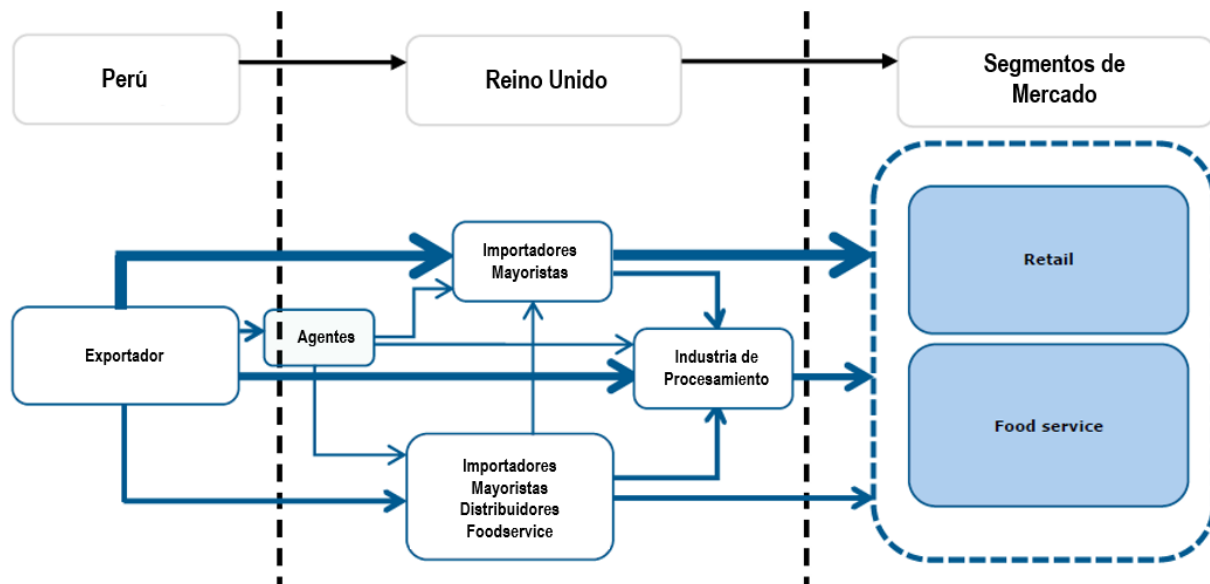 Perú
Reino Unido
Segmentos de
Mercado
Importadores
Mayoristas
Retail
Exportador
Agentes
Industria de
Procesamiento
Food service
Importadores
Mayoristas
Distribuidores
Foodservice